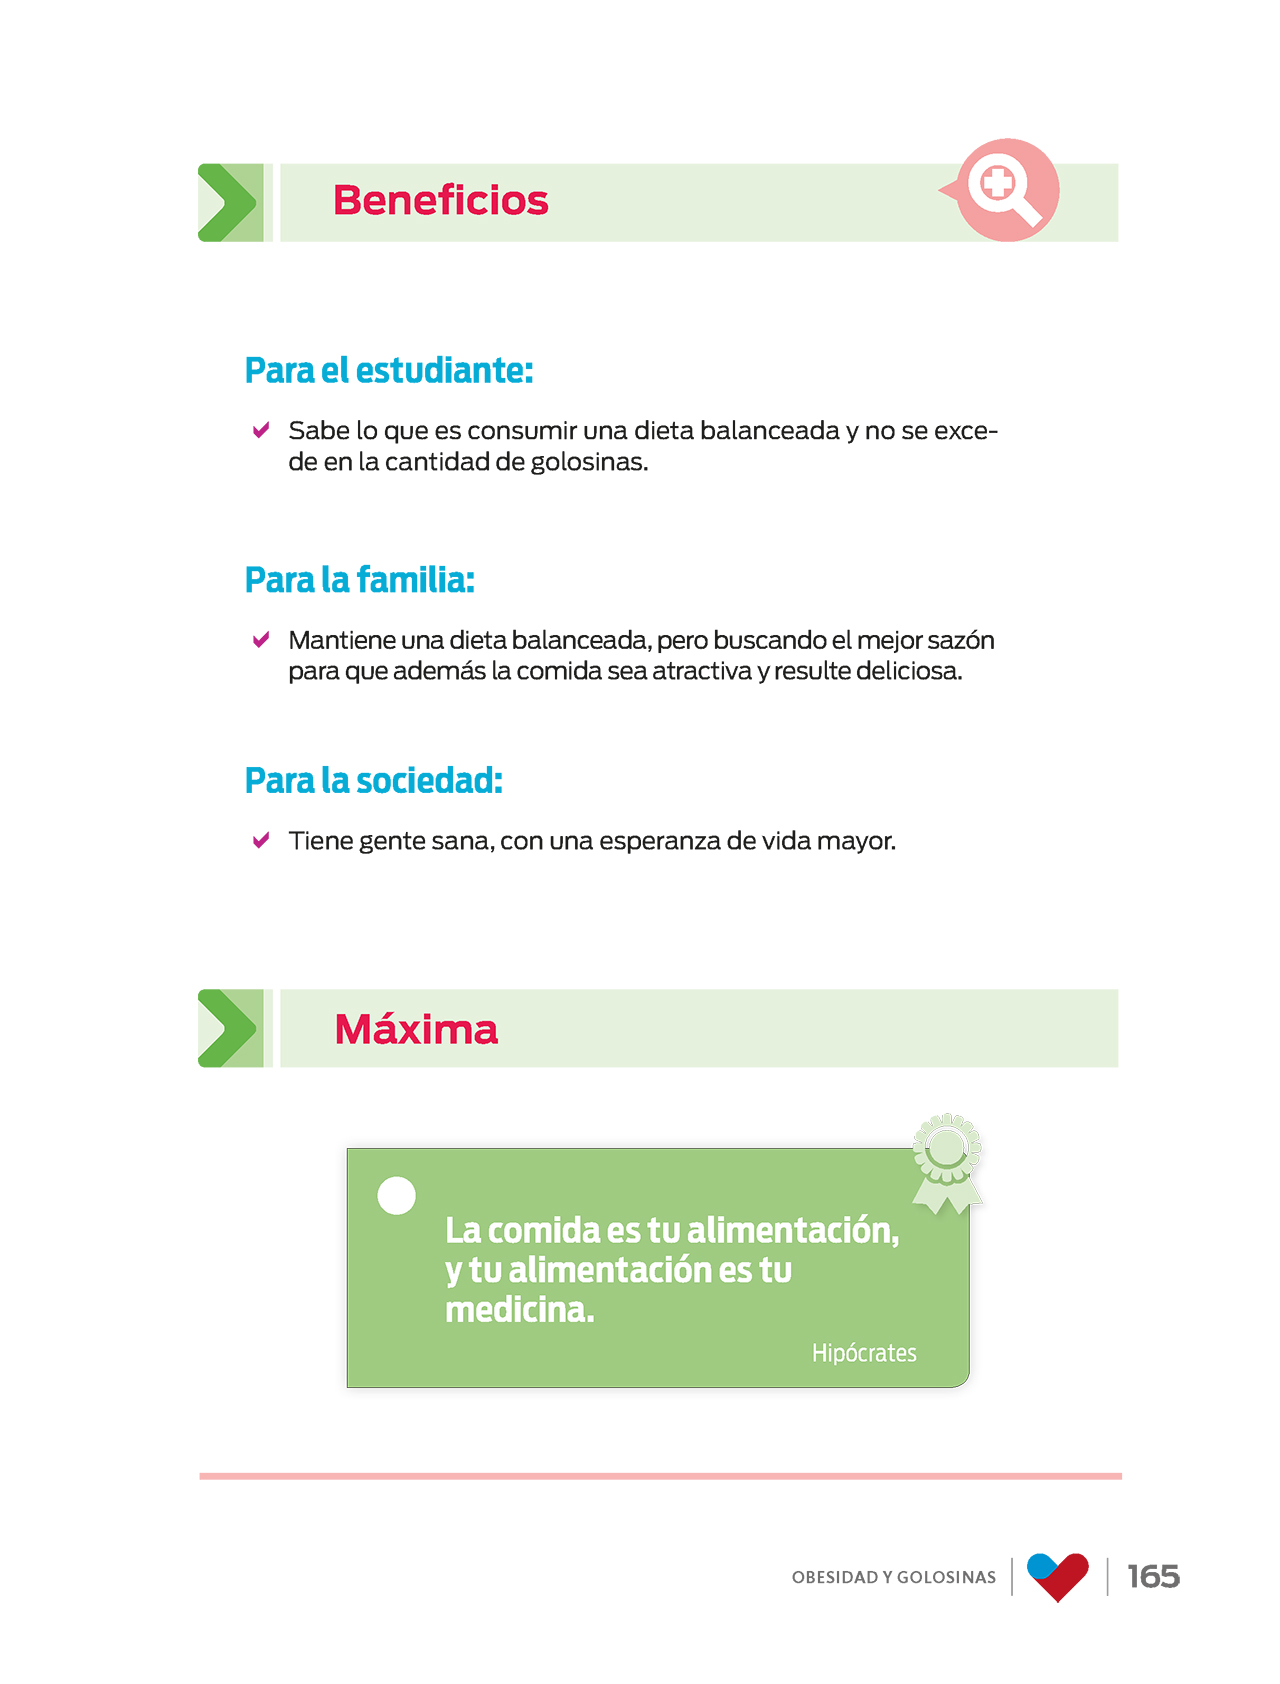 Beneficios
Para el estudiante:
Sabe lo que es consumir una dieta balanceada y no se exce-
de en la cantidad de golosinas.
Para la familia:
Mantiene una dieta balanceada, pero buscando el mejor sazón
para que además la comida sea atractiva y resulte deliciosa.
Para la sociedad:
Tiene gente sana, con una esperanza de vida mayor.
Máxima
La comida es tu alimentación,
y tu alimentación es tu
medicina.
Hipócrates
OBESIDAD Y GOLOSINAS
165